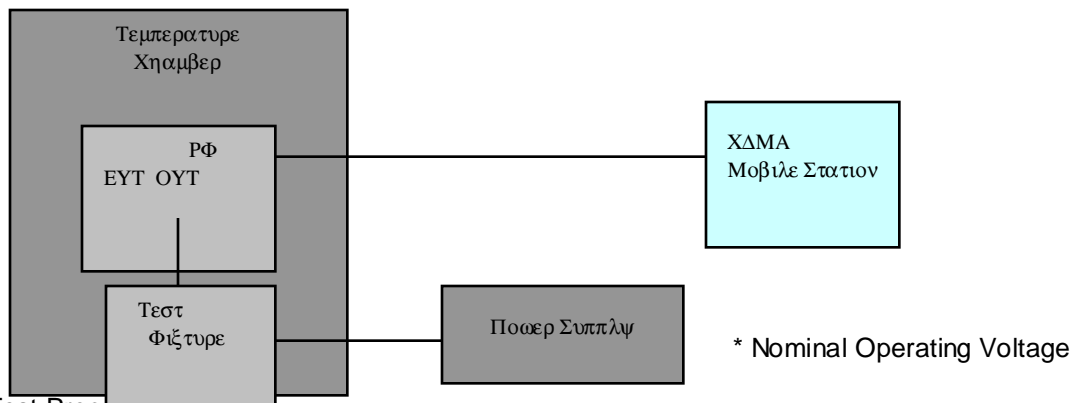 Τεμπερατυρε
Χηαμβερ
ΡΦ
ΕΥΤ ΟΥΤ
ΧΔΜΑ
Μοβιλε Στατιον
Τεστ
Φιξτυρε
Ποωερ Συππλψ
* Nominal Operating Voltage